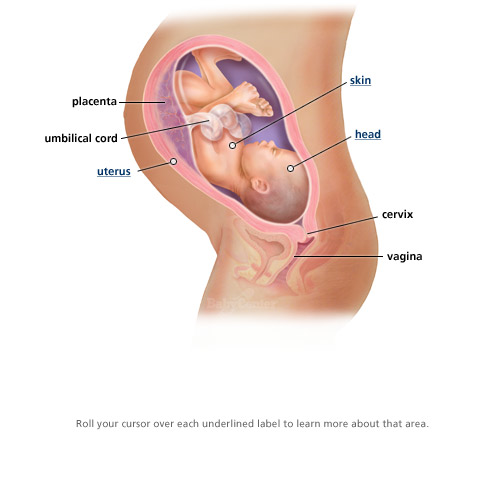 skin
placenta
head
umbilical cord
uterus
cervix
vagina
Roll your cursor over each underlined label to learn more about that area.